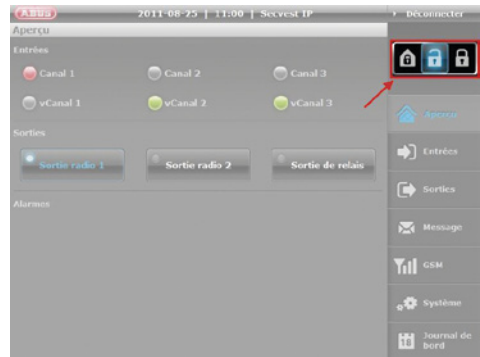 ABUS 2011-08-25 | 11:00 | Secvest IP Déconnecter
Aperçu
Entrées
Canal 1 Canal 2 Canal 3
vCanal 1 vCanal 2 vCanal 3
Sorties
Sortie radio 1 Sortie radio 2 Sortie de relais
Alarmes
Aperçu
Entrées
Sorties
Message
GSM
Système
Journal de
bord